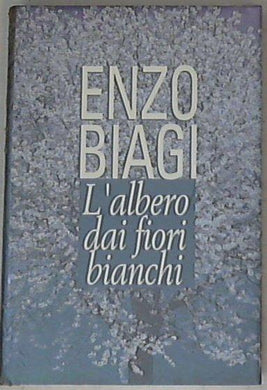 ENZO
BIAGI
L'albero
dai fiori
bianchi